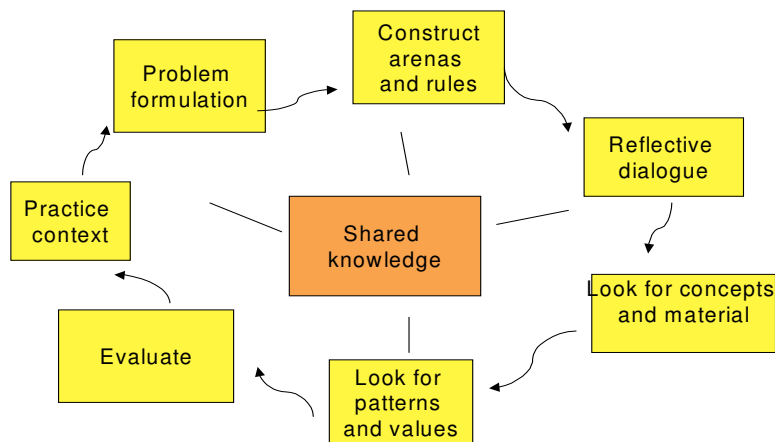 Construct
arenas
and rules
Problem
formulation
Reflective
dialogue
Practice
context
Shared
knowledge
Look for concepts
and material
Evaluate
Look for
patterns
and values